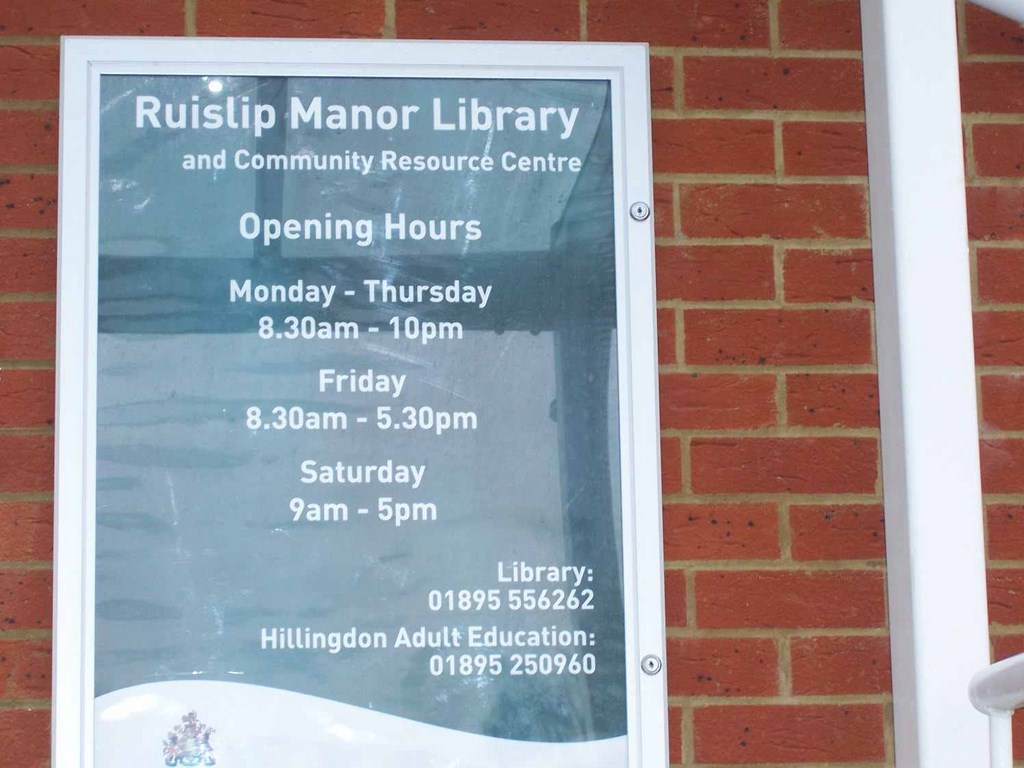 Ruislip Manor Library
and Community Resource Centre
Opening Hours
Monday - Thursday
8.30am - 10pm
Friday
8.30am - 5.30pm
Saturday
9am - 5pm
Library:
01895 556262
Hillingdon Adult Education:
01895 250960